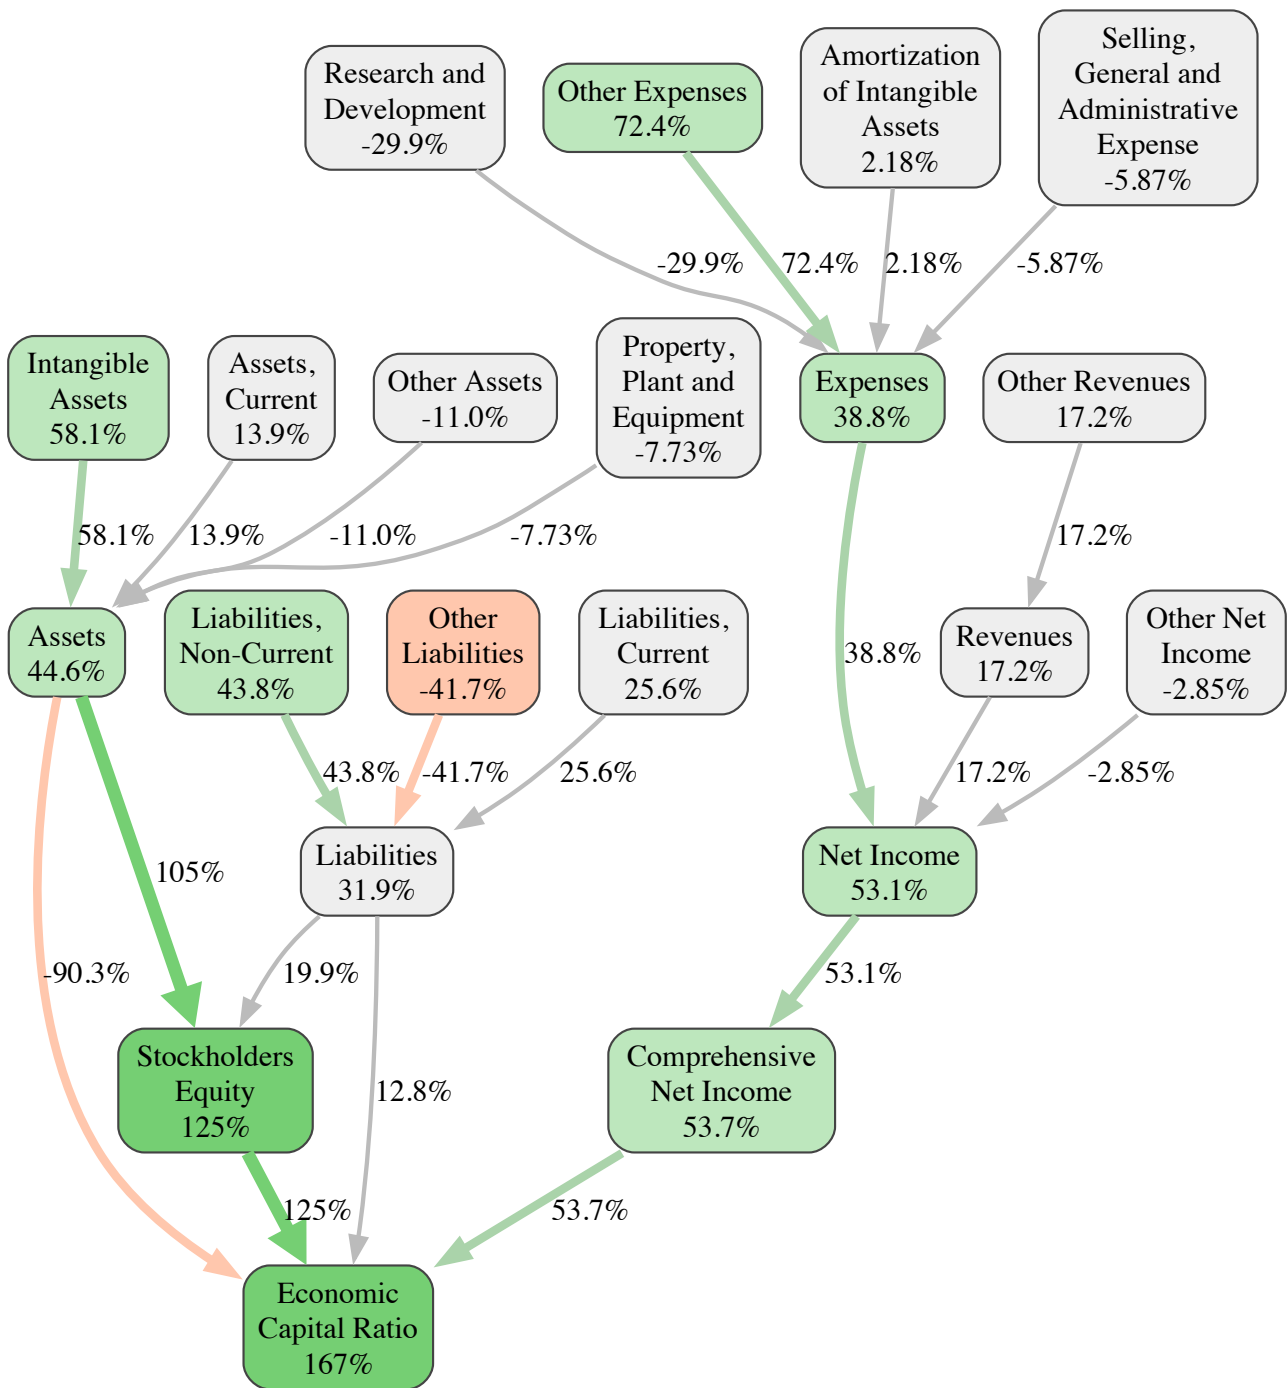 Research and
Development
-29.9%
Other Expenses
72.4%
Amortization
of Intangible
Assets
2.18%
Selling,
General and
Administrative
Expense
-5.87%
-29.9%
72.4%
2.18%
-5.87%
Intangible
Assets
58.1%
Assets,
Current
13.9%
Other Assets
-11.0%
Property,
Plant and
Equipment
-7.73%
Expenses
38.8%
Other Revenues
17.2%
58.1%
13.9%
-11.0%
-7.73%
17.2%
Assets
44.6%
Liabilities,
Non-Current
43.8%
Other
Liabilities
-41.7%
Liabilities,
Current
25.6%
38.8%
Revenues
17.2%
Other Net
Income
-2.85%
43.8%
-41.7%
25.6%
17.2%
-2.85%
105%
Liabilities
31.9%
Net Income
53.1%
-90.3%
19.9%
53.1%
Stockholders
Equity
125%
12.8%
Comprehensive
Net Income
53.7%
125%
53.7%
Economic
Capital Ratio
167%